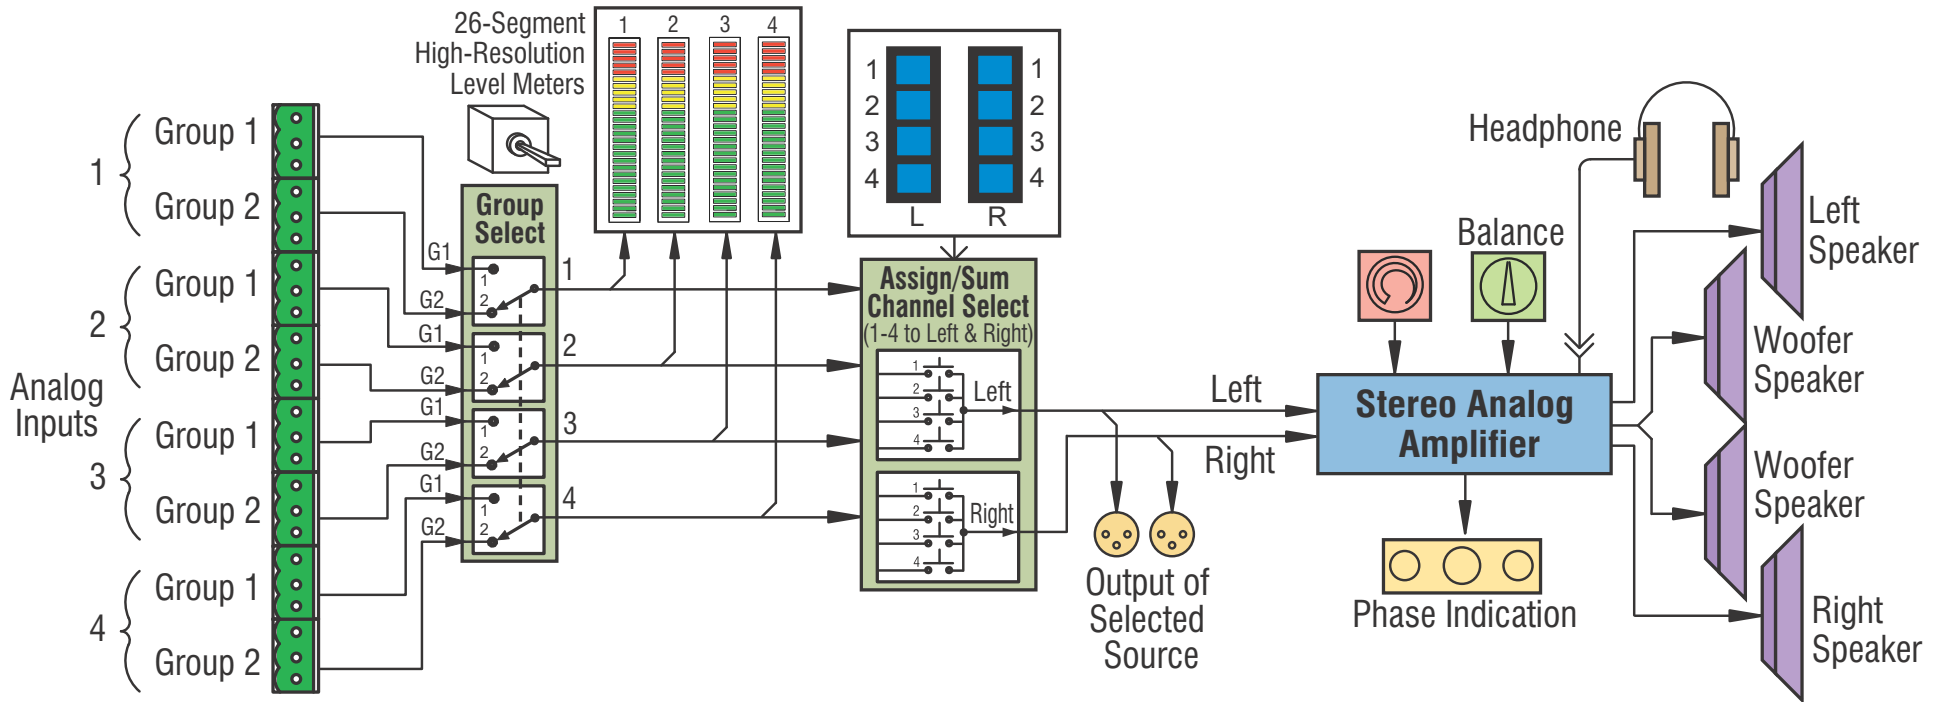 26-Segment
High-Resolution
Level Meters
1 2 3 4
1 1
2 2
3 3
4 4
L R
Analog
Inputs
1
Group 1
Group 2
2
Group 1
Group 2
3
Group 1
Group 2
4
Group 1
Group 2
Group
Select
G1
G2
1
2
1
G1
G2
1
2
2
G1
G2
1
2
3
G1
G2
1
2
4
Assign/Sum
Channel Select
(1-4 to Left & Right)
1
2
3
4
Left
1
2
3
4
Right
Left
Right
Output of
Selected
Source
Balance
Headphone
Stereo Analog
Amplifier
Phase Indication
Left
Speaker
Woofer
Speaker
Woofer
Speaker
Right
Speaker